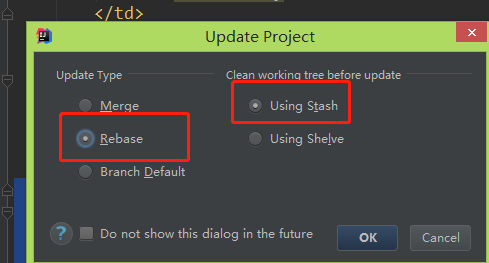 </td>
Update Project
Update Type
Clean working tree before update
Merge
Using Stash
Rebase
Using Shelve
Branch Default
? Do not show this dialog in the future
OK
Cancel